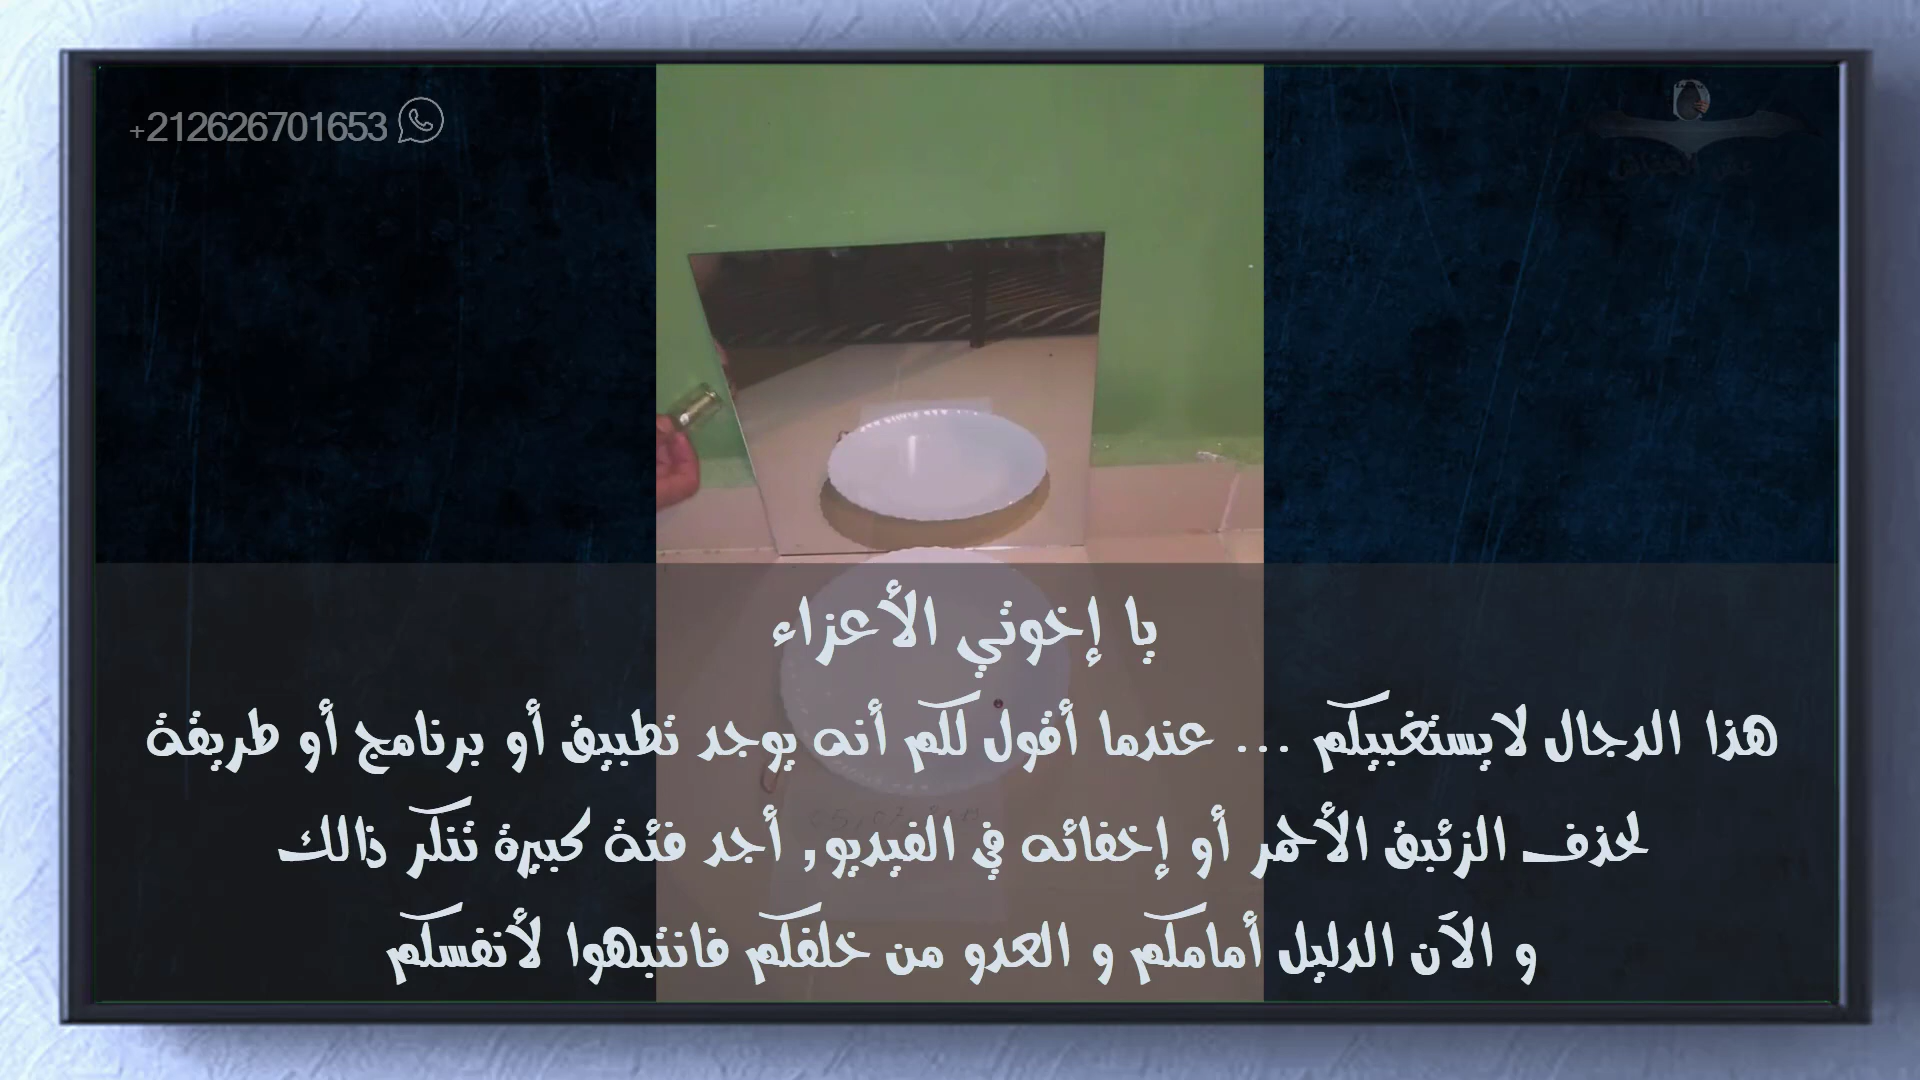 +212626701653
يا إخوتي الأعزاء
هذا الدجال لايستغبيكم ... عندما أقول لكم أنه يوجد تطبيق أو برنامج أو طريقة
لحذف الزئبق الأحمر أو إخفائه في الفيديو, أجد فئة كبيرة تنكر ذالك
و الآن الدليل أمامكم و العدو من خلفكم فانتبهوا لأنفسكم